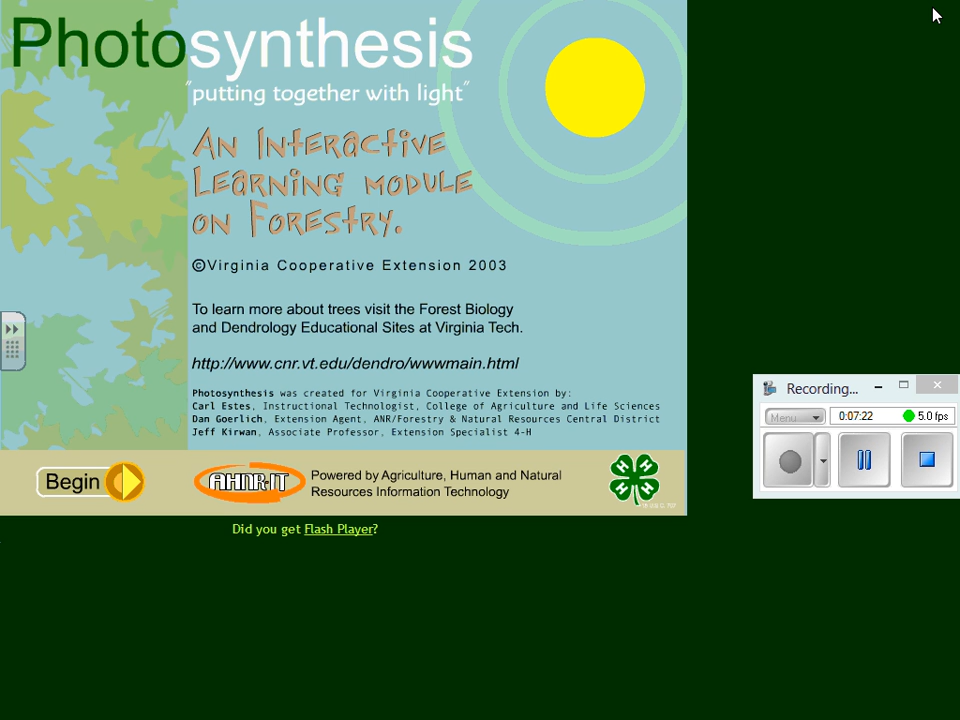 Photosynthesis
"putting together with light"
An Interactive
Learning module
on Forestry.
©Virginia Cooperative Extension 2003
To learn more about trees visit the Forest Biology
and Dendrology Educational Sites at Virginia Tech.
http://www.cnr.vt.edu/dendro/wwwmain.html
Photosynthesis was created for Virginia Cooperative Extension by:
Carl Estes, Instructional Technologist, College of Agriculture and Life Sciences
Dan Goerlich, Extension Agent, ANR/Forestry & Natural Resources Central District
Jeff Kirwan, Associate Professor, Extension Specialist 4-H
Recording...
Menu
0:07:22
5.0 fps
Begin
AHNR-IT
Powered by Agriculture, Human and Natural
Resources Information Technology
H H H H
Did you get Flash Player?